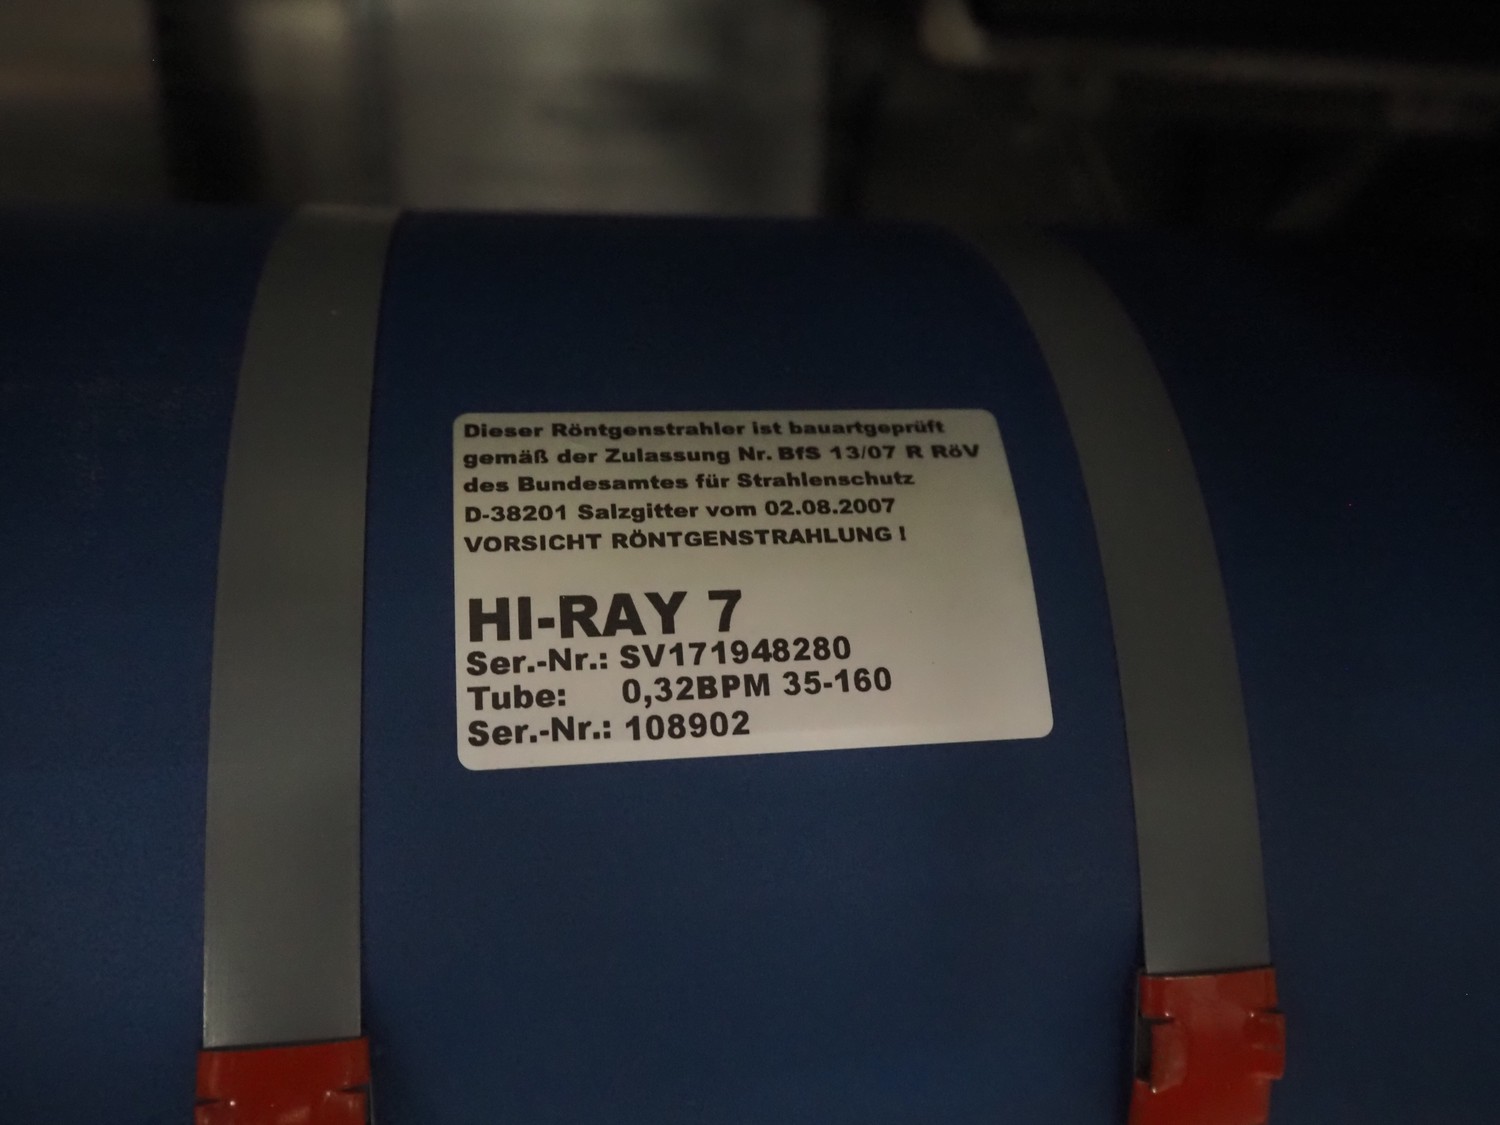 Dieser Röntgenstrahler ist bauartgeprüft
gemäß der Zulassung Nr. BfS 13/07 R RöV
des Bundesamtes für Strahlenschutz
D-38201 Salzgitter vom 02.08.2007
VORSICHT RÖNTGENSTRAHLUNG !
HI-RAY 7
Ser.-Nr.: SV171948280
Tube: 0,32BPM 35-160
Ser.-Nr.: 108902